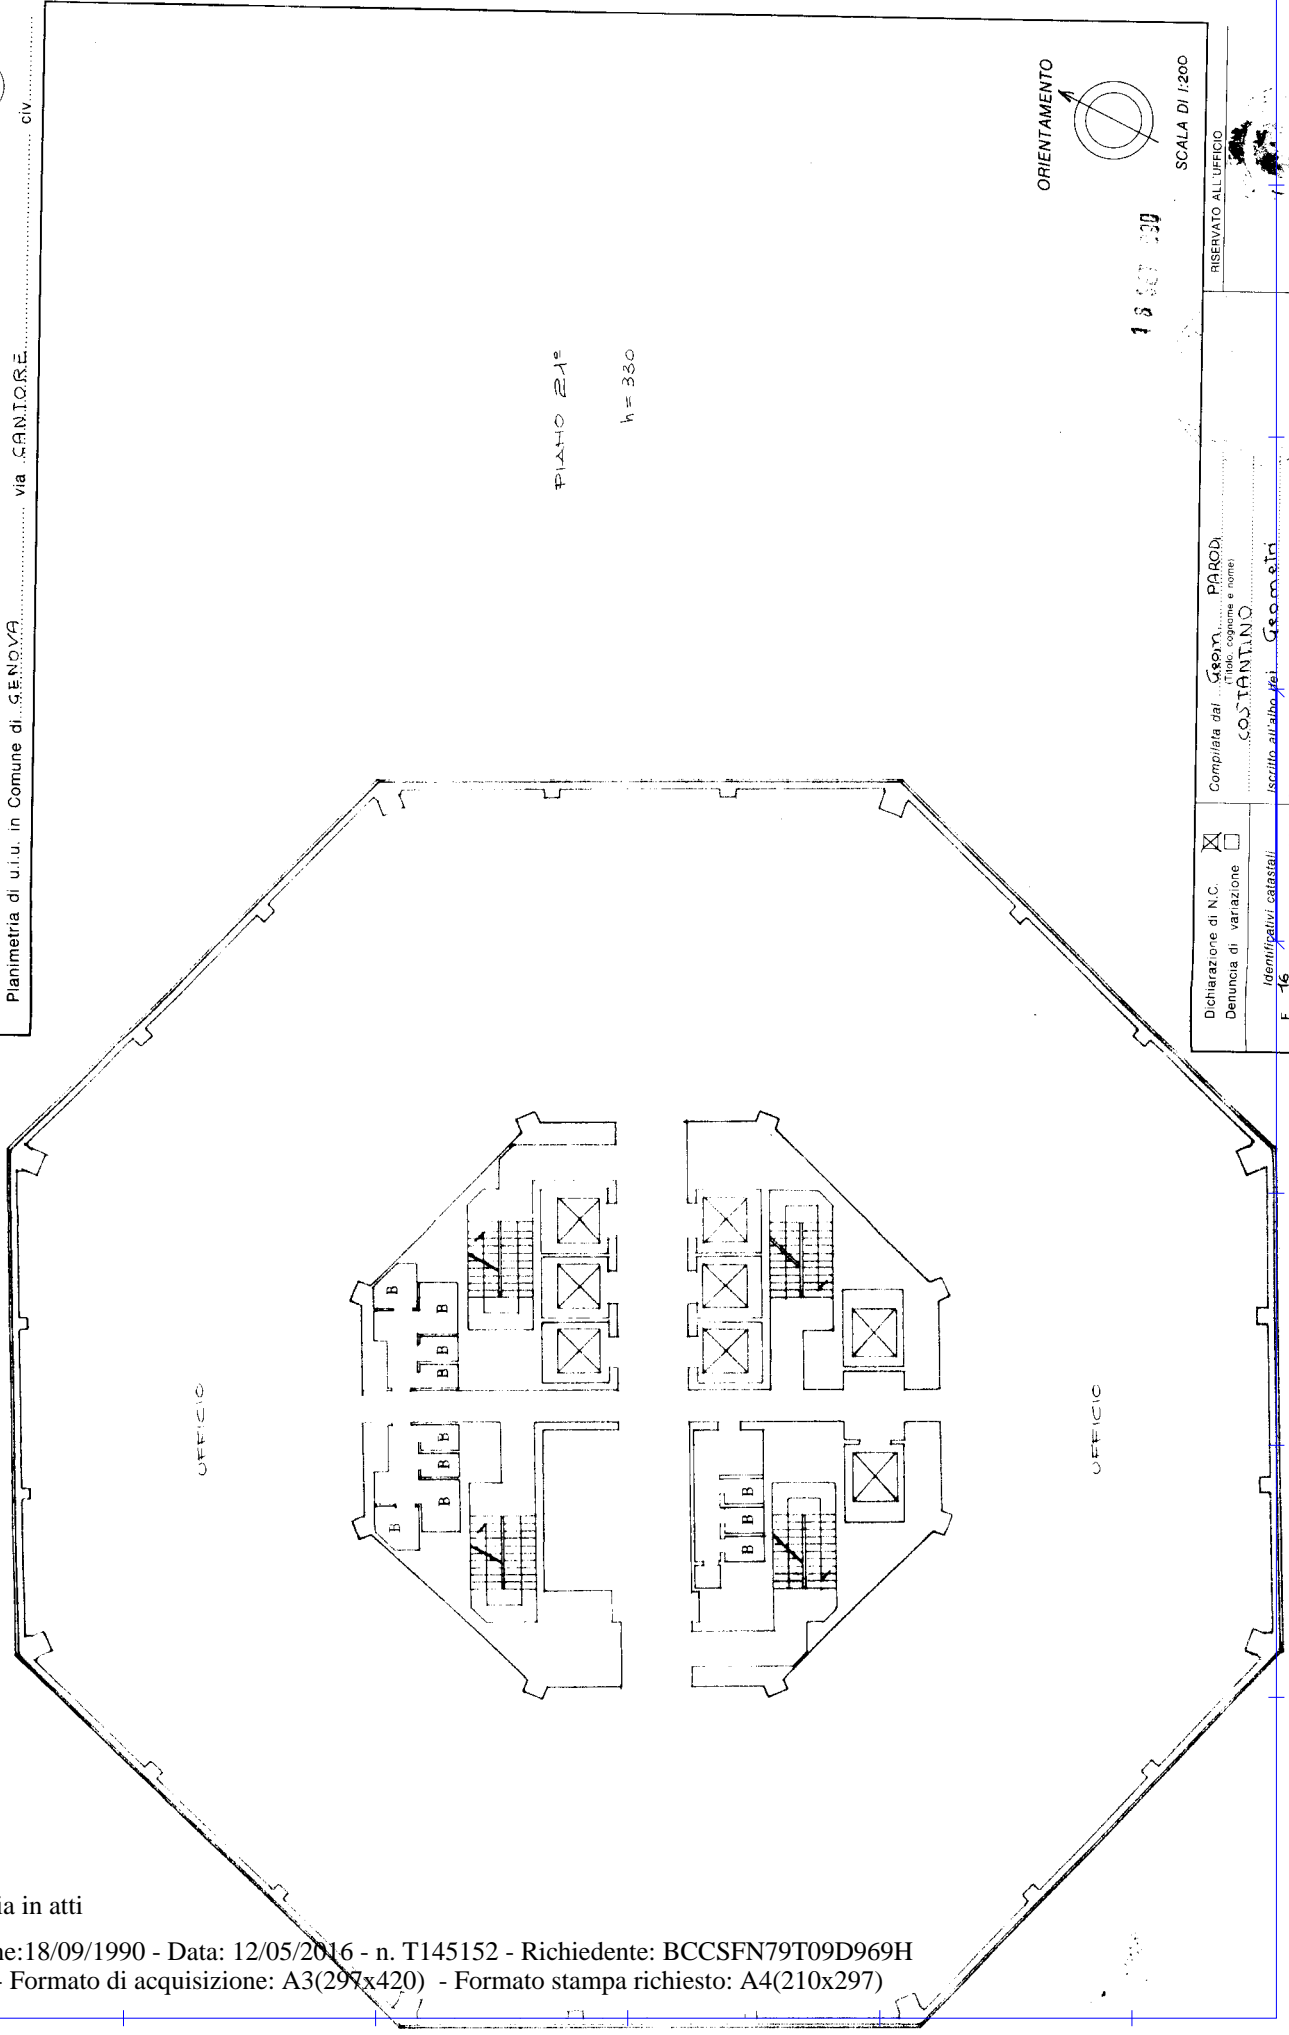 Planimetria di u.i.u. in Comune di GENOVA via CANTORE civ.
ORIENTAMENTO
SCALA DI 1:200
PIANO 21º
h = 330
UFFICIO
UFFICIO
B
B
B
B
B
B
B
B
B
B
B
18 SET
Dichiarazione di N.C.
Denuncia di variazione
Identificativi catastali
F. 16
Compilata dal Geom. PARODI
(Titolo, cognome e nome)
COSTANTINO
Iscritto all'albo dei Geometri
RISERVATO ALL'UFFICIO
ia in atti
ne:18/09/1990 - Data: 12/05/2016 - n. T145152 - Richiedente: BCCSFN79T09D969H
- Formato di acquisizione: A3(297x420) - Formato stampa richiesto: A4(210x297)